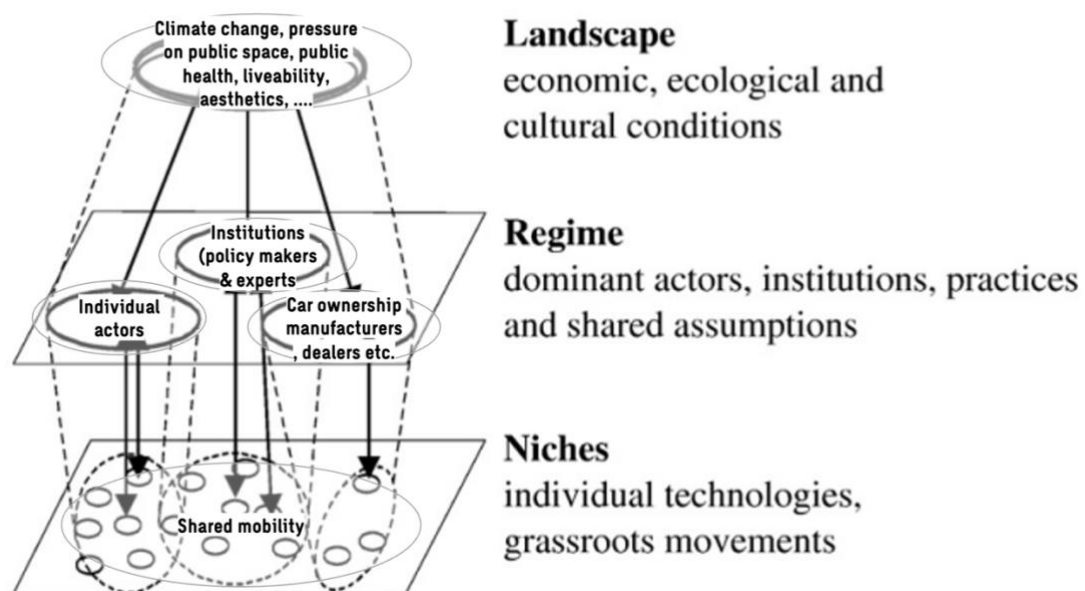 Climate change, pressure
on public space, public
health, liveability,
aesthetics, ....
Landscape
economic, ecological and
cultural conditions
Institutions
(policy makers
& experts
Individual
actors
Car ownership
manufacturers
, dealers etc.
Regime
dominant actors, institutions, practices
and shared assumptions
Shared mobility
Niches
individual technologies,
grassroots movements